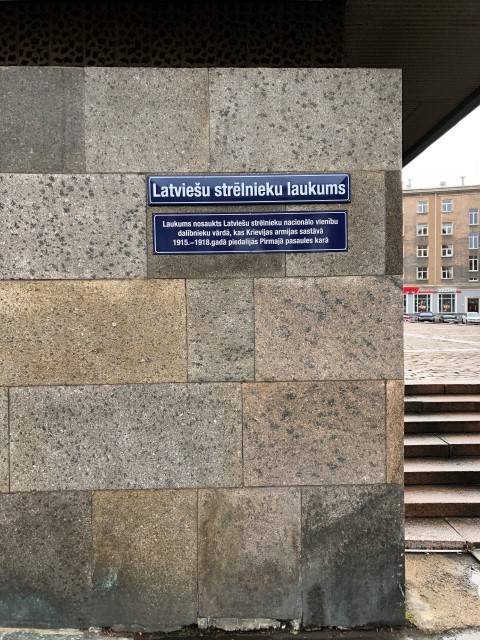 Latviešu strēlnieku laukums
Laukums nosaukts Latviešu strēlnieku nacionālo vienību
dalībnieku vārdā, kas Krievijas armijas sastāvā
1915.–1918.gadā piedalījās Pirmajā pasaules karā